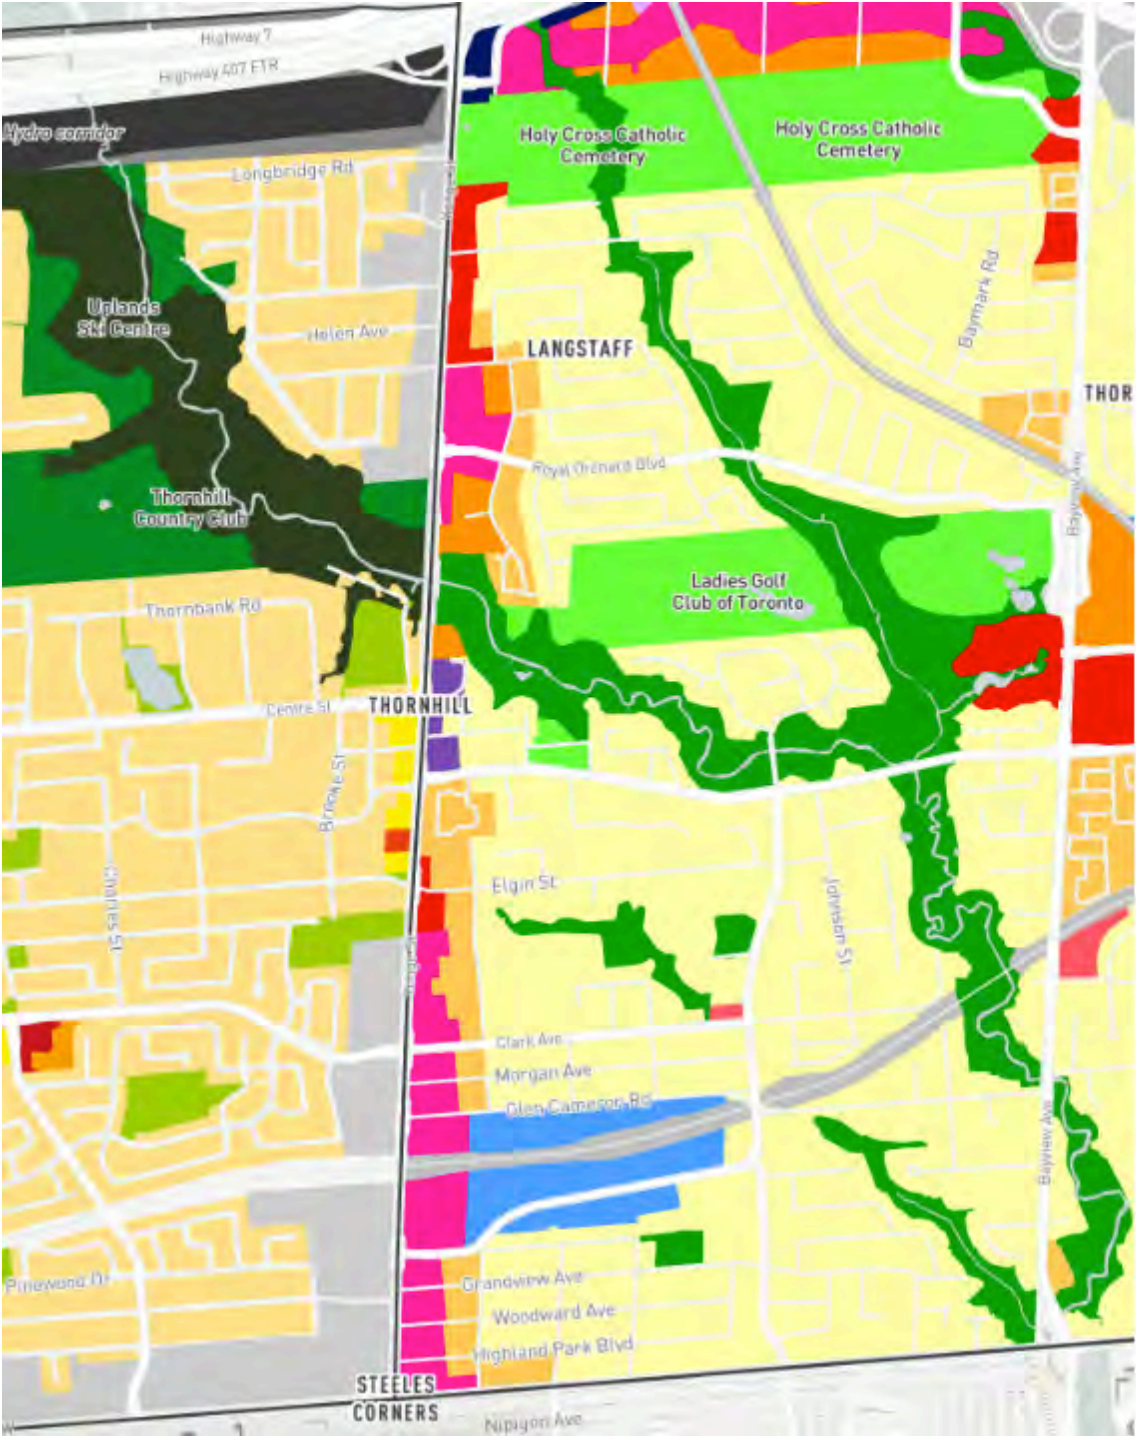 Highway 7
Highway 407 ETR
Hydro corridor
Holy Cross Catholic
Cemetery
Holy Cross Catholic
Cemetery
Longbridge Rd
Baymark Rd
Uplands
Ski Centre
Helen Ave
LANGSTAFF
THOR
Royal Orchard Blvd
Bayview Ave
Thornhill
Country Club
Ladies Golf
Club of Toronto
Thornbank Rd
Centre St
THORNHILL
Brooke St
Elgin St
Charles St
Johnson St
Clark Ave
Morgan Ave
Glen Cameron Rd
Bayview Ave
Pinewood Dr
Grandview Ave
Woodward Ave
Highland Park Blvd
STEELES
CORNERS
Nipigon Ave